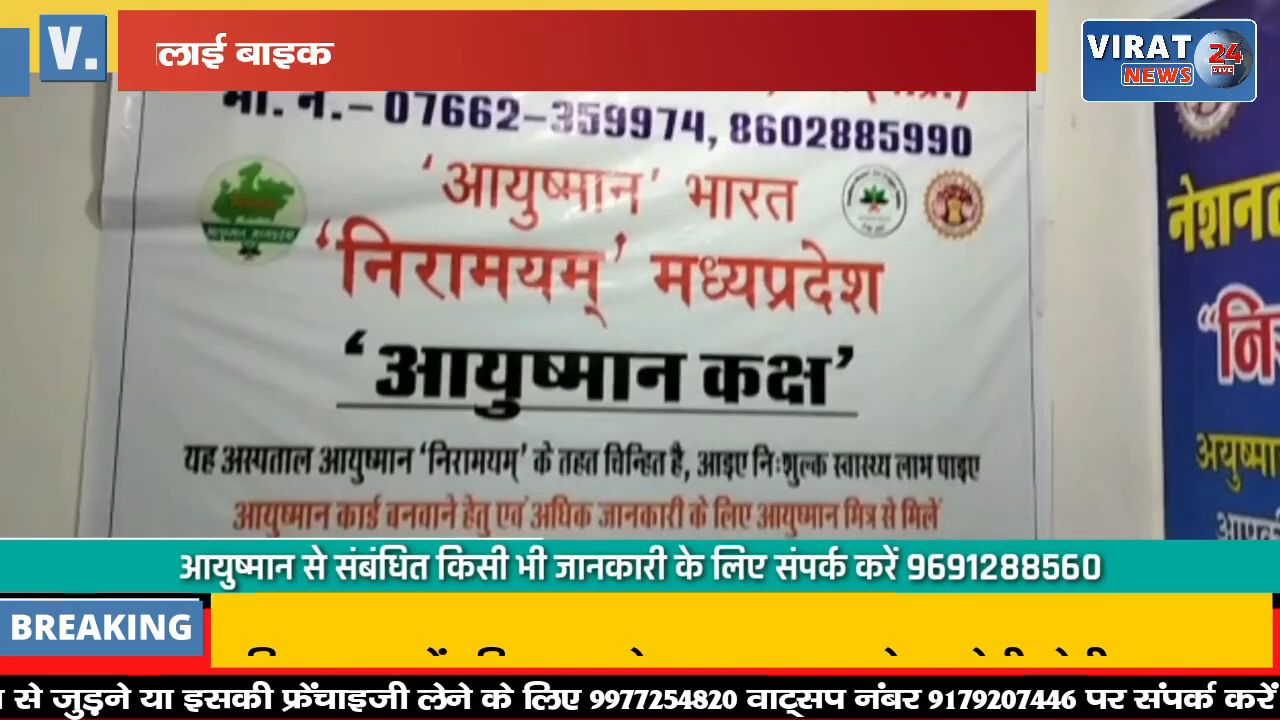 V.
लाई बाइक
VIRAT 24
NEWS LIVE
मो. नं.– 07662–359974, 8602885990
‘आयुष्मान’ भारत
‘निरामयम्’ मध्यप्रदेश
‘आयुष्मान कक्ष’
यह अस्पताल आयुष्मान ‘निरामयम्’ के तहत चिन्हित है, आइए निःशुल्क स्वास्थ्य लाभ पाइए
आयुष्मान कार्ड बनवाने हेतु एवं अधिक जानकारी के लिए आयुष्मान मित्र से मिलें
आयुष्मान से संबंधित किसी भी जानकारी के लिए संपर्क करें 9691288560
BREAKING
से जुड़ने या इसकी फ्रेंचाइजी लेने के लिए 9977254820 वाट्सप नंबर 9179207446 पर संपर्क करें